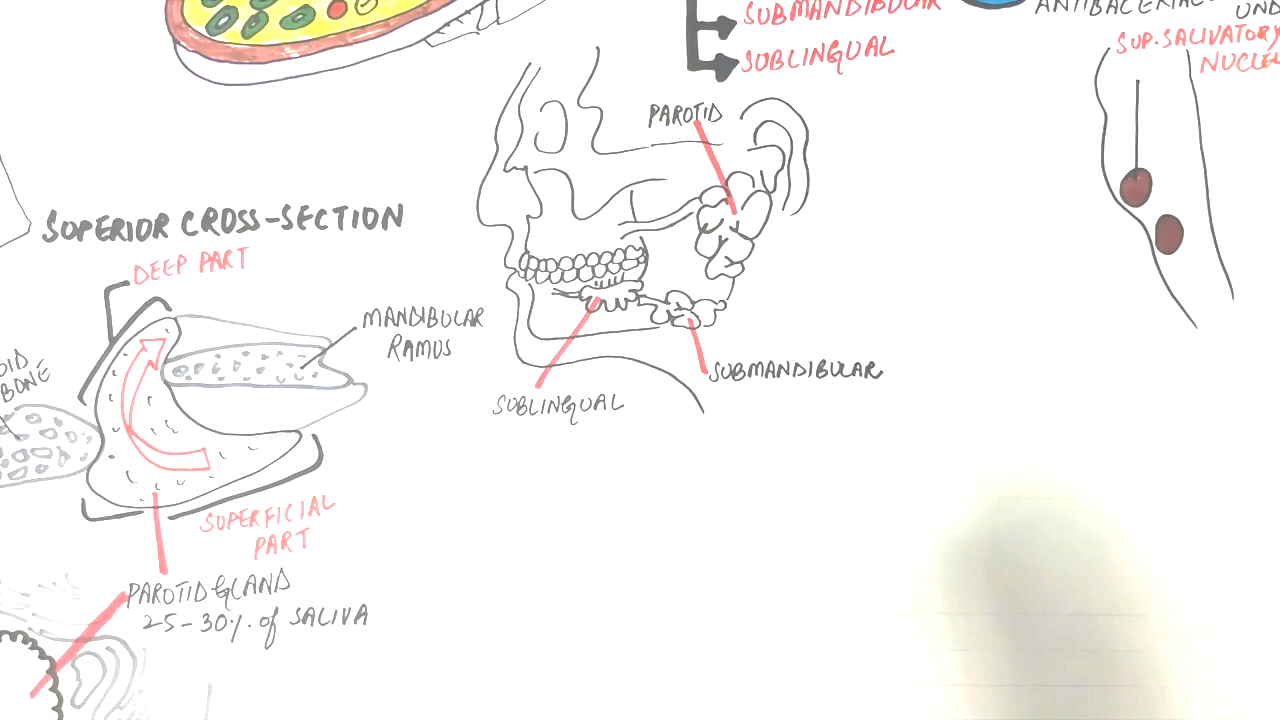 SUBMANDIBULAR
SUBLINGUAL
SUP. SALIVATORY
PAROTID
SUPERIOR CROSS-SECTION
DEEP PART
MANDIBULAR
RAMUS
BONE
SUBMANDIBULAR
SUBLINGUAL
SUPERFICIAL
PART
PAROTID GLAND
25-30% of SALIVA